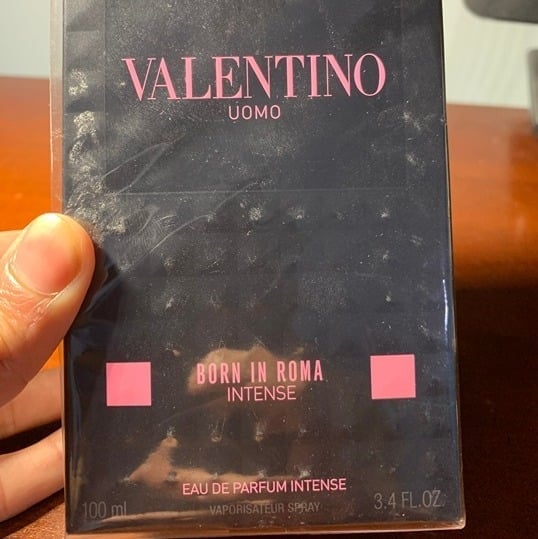 VALENTINO
UOMO
BORN IN ROMA
INTENSE
EAU DE PARFUM INTENSE
100 ml VAPORISATEUR SPRAY 3.4 FL.OZ